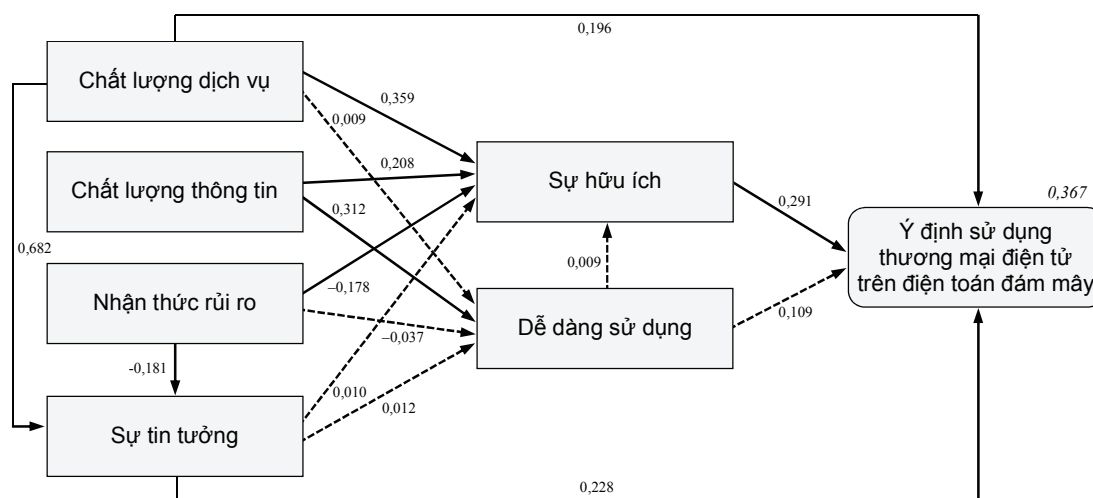 0,196
Chất lượng dịch vụ
0,359
0,009
Chất lượng thông tin
0,208
0,312
Sự hữu ích
0,291
0,367
Ý định sử dụng
thương mại điện tử
trên điện toán đám mây
0,682
0,009
Nhận thức rủi ro
–0,178
–0,037
Dễ dàng sử dụng
0,109
-0,181
0,010
0,012
Sự tin tưởng
0,228